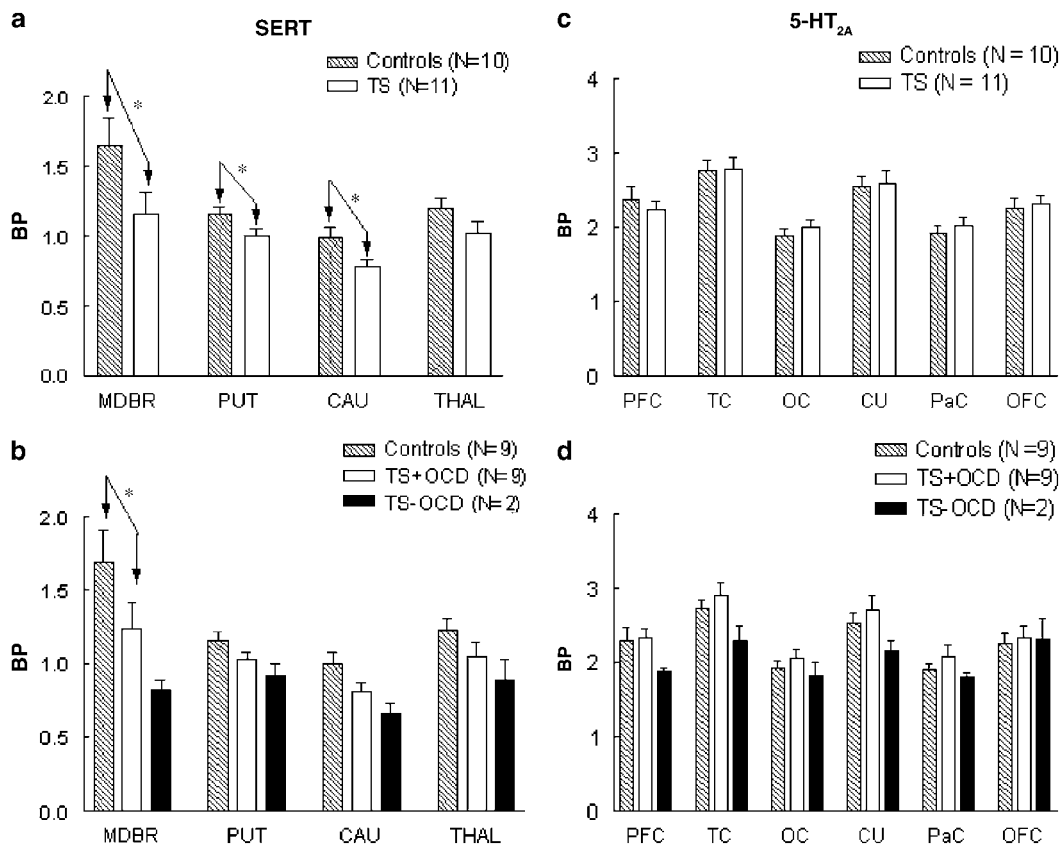 a
SERT
Controls (N=10)
TS (N=11)
BP
2.0
1.5
1.0
0.5
0.0
*
*
*
MDBR PUT CAU THAL
c
5-HT2A
Controls (N = 10)
TS (N = 11)
BP
4
3
2
1
0
PFC TC OC CU PaC OFC
b
Controls (N=9)
TS+OCD (N=9)
TS-OCD (N=2)
BP
2.0
1.5
1.0
0.5
0.0
*
MDBR PUT CAU THAL
d
Controls (N=9)
TS+OCD (N=9)
TS-OCD (N=2)
BP
4
3
2
1
0
PFC TC OC CU PaC OFC